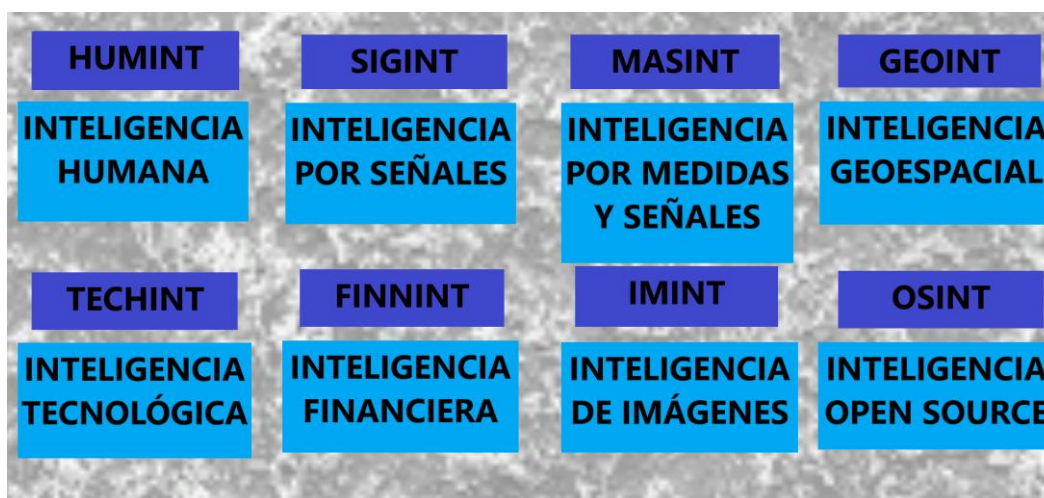 HUMINT
INTELIGENCIA
HUMANA
SIGINT
INTELIGENCIA
POR SEÑALES
MASINT
INTELIGENCIA
POR MEDIDAS
Y SEÑALES
GEOINT
INTELIGENCIA
GEOESPACIAL
TECHINT
INTELIGENCIA
TECNOLÓGICA
FINNINT
INTELIGENCIA
FINANCIERA
IMINT
INTELIGENCIA
DE IMÁGENES
OSINT
INTELIGENCIA
OPEN SOURCE